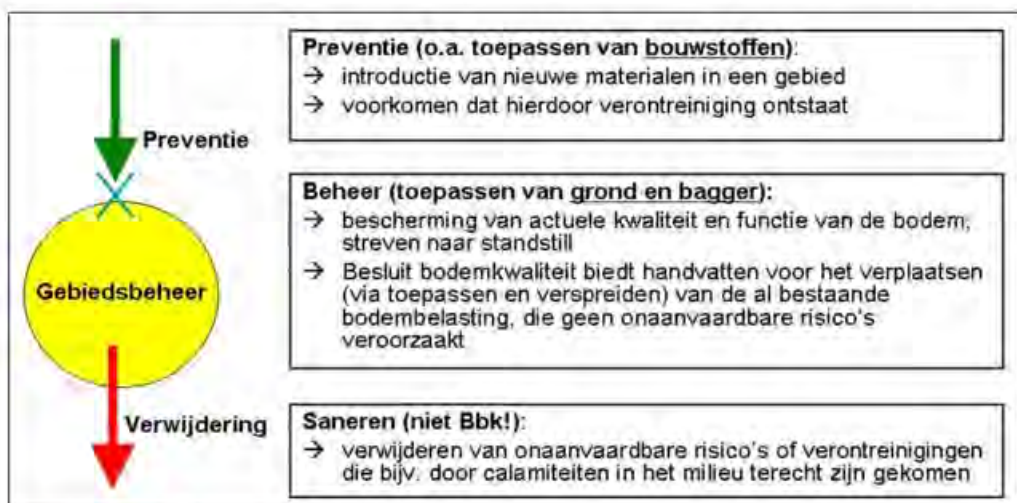 Preventie (o.a. toepassen van bouwstoffen):
→ introductie van nieuwe materialen in een gebied
→ voorkomen dat hierdoor verontreiniging ontstaat
Preventie
Beheer (toepassen van grond en bagger):
→ bescherming van actuele kwaliteit en functie van de bodem;
streven naar standstill
→ Besluit bodemkwaliteit biedt handvatten voor het verplaatsen
(via toepassen en verspreiden) van de al bestaande
bodembelasting, die geen onaanvaardbare risico's
veroorzaakt
Gebiedsbeheer
Verwijdering
Saneren (niet Bbk!):
→ verwijderen van onaanvaardbare risico's of verontreinigingen
die bijv. door calamiteiten in het milieu terecht zijn gekomen